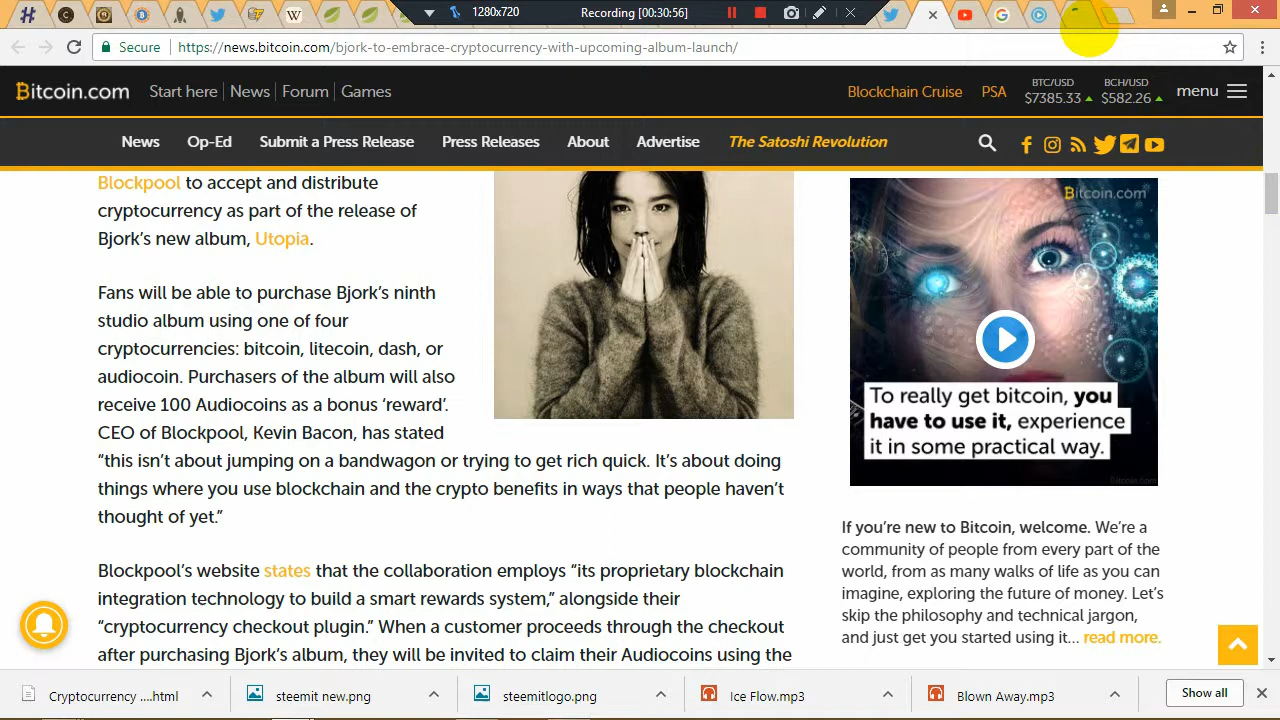 1280x720
Recording [00:30:56]
Secure
https://news.bitcoin.com/bjork-to-embrace-cryptocurrency-with-upcoming-album-launch/
Bitcoin.com
Start here | News | Forum | Games
Blockchain Cruise
PSA
BTC/USD
$7385.33
BCH/USD
$582.26
menu
News
Op-Ed
Submit a Press Release
Press Releases
About
Advertise
The Satoshi Revolution
Blockpool to accept and distribute
cryptocurrency as part of the release of
Bjork's new album, Utopia.
Fans will be able to purchase Bjork's ninth
studio album using one of four
cryptocurrencies: bitcoin, litecoin, dash, or
audiocoin. Purchasers of the album will also
receive 100 Audiocoins as a bonus ‘reward’.
CEO of Blockpool, Kevin Bacon, has stated
“this isn't about jumping on a bandwagon or trying to get rich quick. It's about doing
things where you use blockchain and the crypto benefits in ways that people haven't
thought of yet.”
Blockpool's website states that the collaboration employs “its proprietary blockchain
integration technology to build a smart rewards system,” alongside their
“cryptocurrency checkout plugin.” When a customer proceeds through the checkout
after purchasing Bjork's album, they will be invited to claim their Audiocoins using the
Bitcoin.com
To really get bitcoin, you
have to use it, experience
it in some practical way.
Bitcoin.com
If you're new to Bitcoin, welcome. We're a
community of people from every part of the
world, from as many walks of life as you can
imagine, exploring the future of money. Let's
skip the philosophy and technical jargon,
and just get you started using it... read more.
Cryptocurrency ....html
steemit new.png
steemitlogo.png
Ice Flow.mp3
Blown Away.mp3
Show all